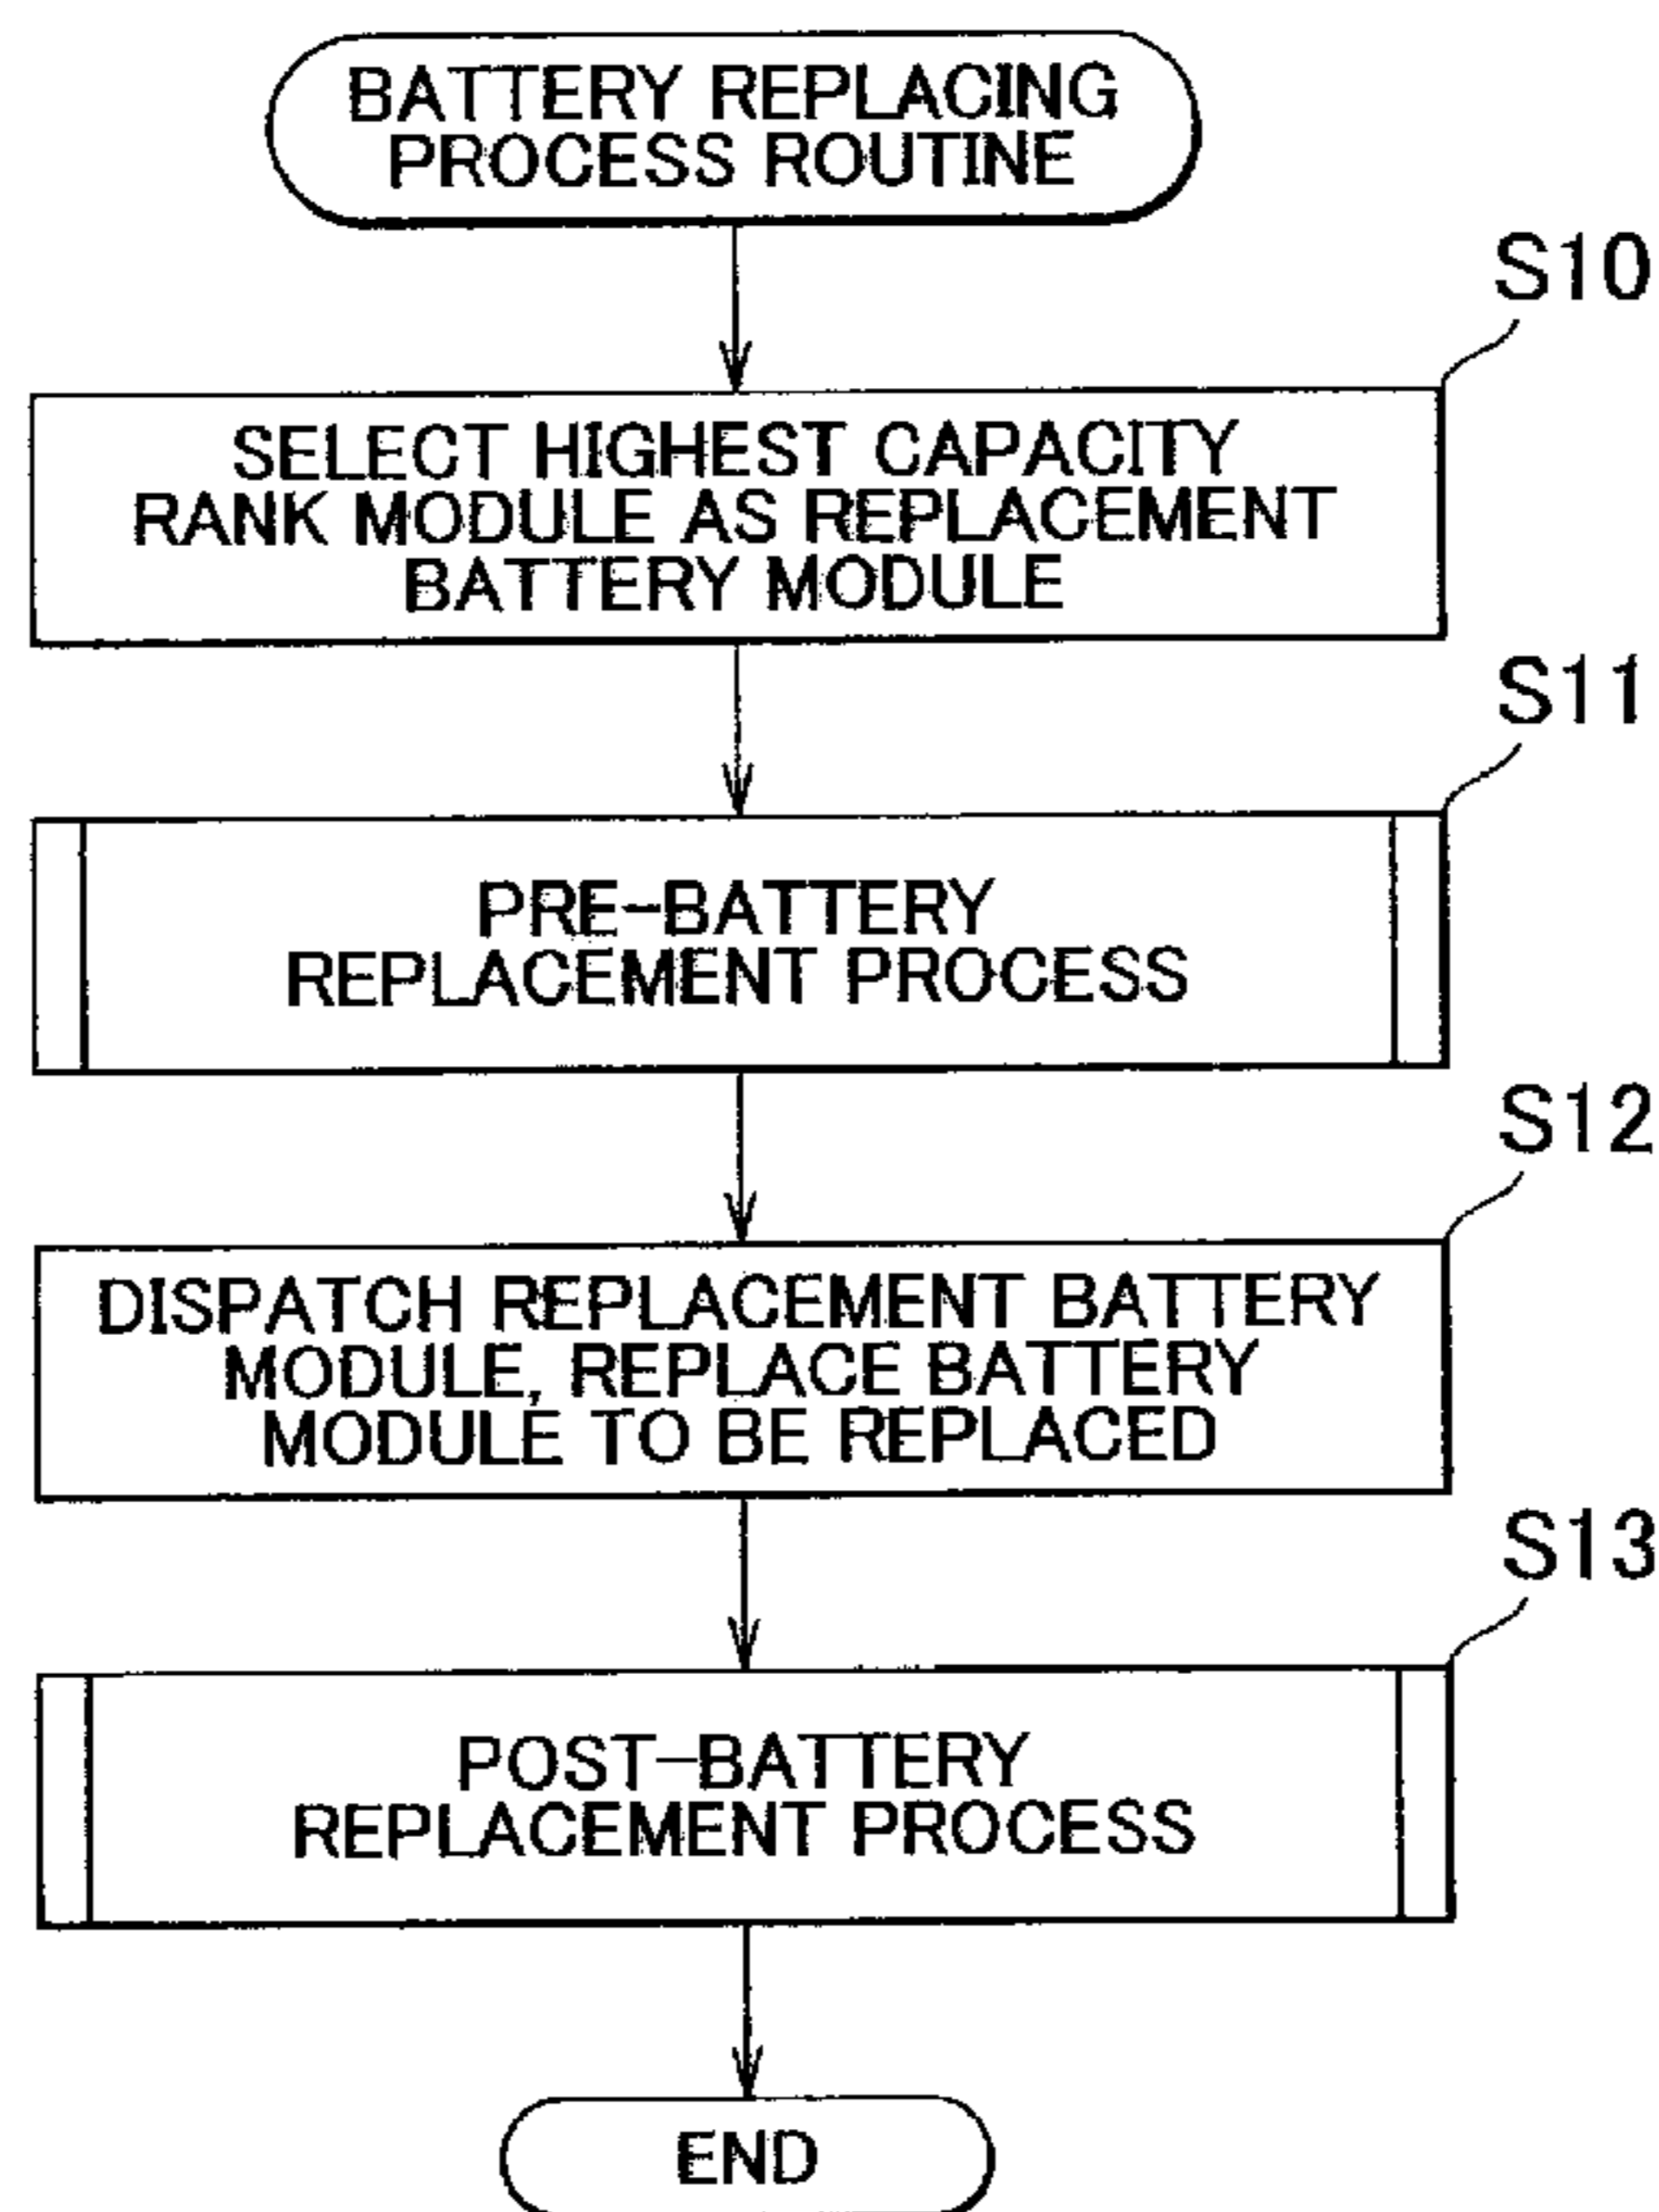 BATTERY REPLACING
PROCESS ROUTINE
S10
SELECT HIGHEST CAPACITY
RANK MODULE AS REPLACEMENT
BATTERY MODULE
S11
PRE-BATTERY
REPLACEMENT PROCESS
S12
DISPATCH REPLACEMENT BATTERY
MODULE, REPLACE BATTERY
MODULE TO BE REPLACED
S13
POST-BATTERY
REPLACEMENT PROCESS
END